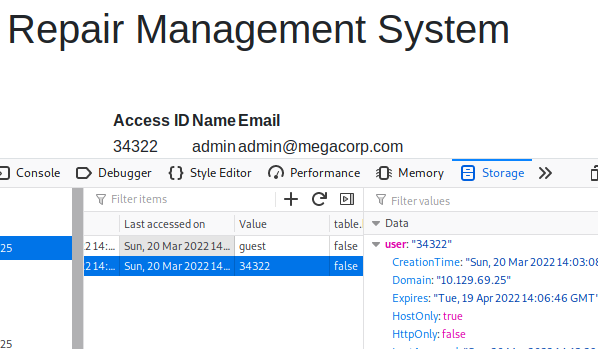 Repair Management System
Access ID Name Email
34322 admin admin@megacorp.com
Console Debugger Style Editor Performance Memory Storage
Filter items Filter values
Last accessed on Value table. Data
25 2 14:... Sun, 20 Mar 2022 14... guest false user: "34322"
2 14:... Sun, 20 Mar 2022 14... 34322 false CreationTime: "Sun, 20 Mar 2022 14:03:08
Domain: "10.129.69.25"
Expires: "Tue, 19 Apr 2022 14:06:46 GMT"
HostOnly: true
HttpOnly: false
25